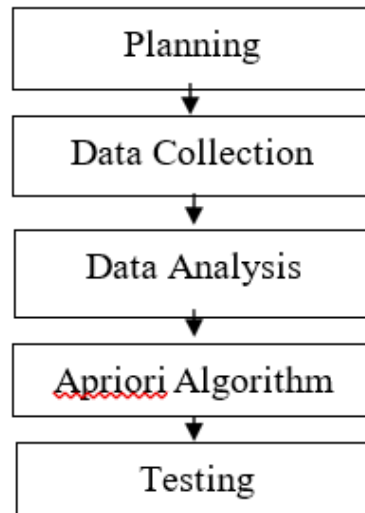 Planning
Data Collection
Data Analysis
Apriori Algorithm
Testing